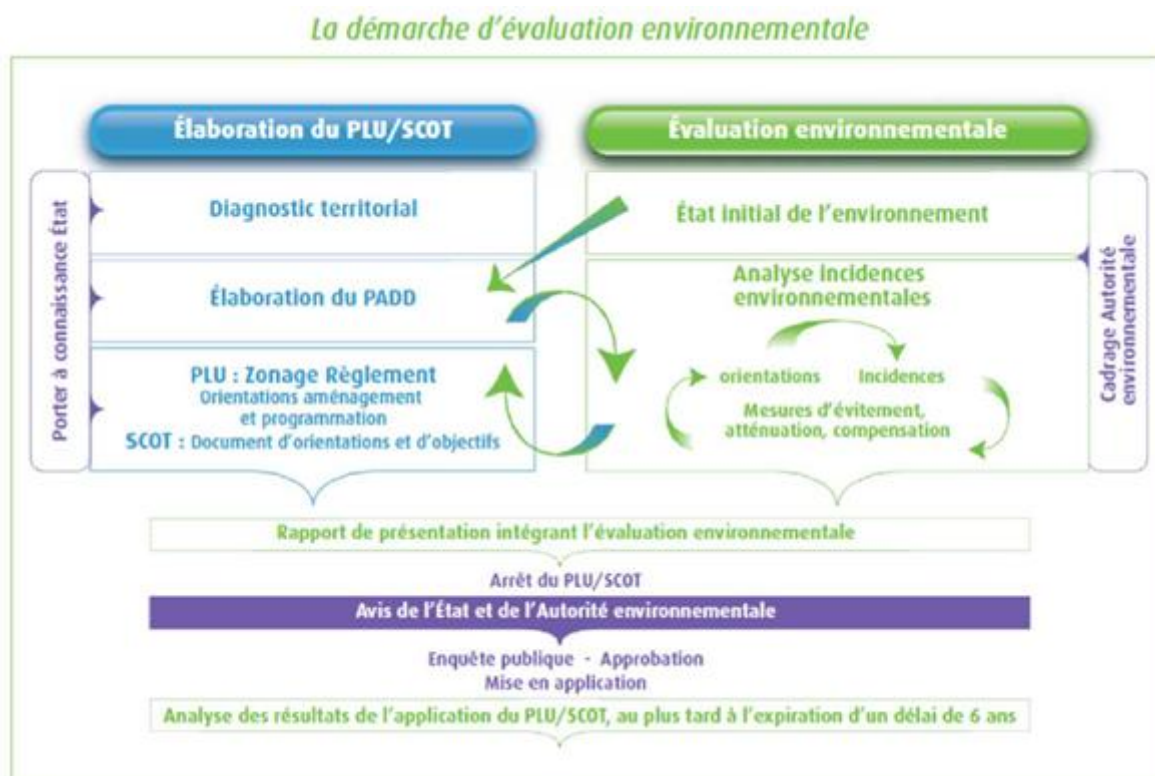 La démarche d'évaluation environnementale
Élaboration du PLU/SCOT
Évaluation environnementale
Porter à connaissance État
Diagnostic territorial
État initial de l'environnement
Élaboration du PADD
Analyse incidences
environnementales
PLU : Zonage Règlement
Orientations aménagement
et programmation
SCOT : Document d'orientations et d'objectifs
orientations
Incidences
Mesures d'évitement,
atténuation, compensation
Cadrage Autorité
environnementale
Rapport de présentation intégrant l'évaluation environnementale
Arrêt du PLU/SCOT
Avis de l'État et de l'Autorité environnementale
Enquête publique - Approbation
Mise en application
Analyse des résultats de l'application du PLU/SCOT, au plus tard à l'expiration d'un délai de 6 ans